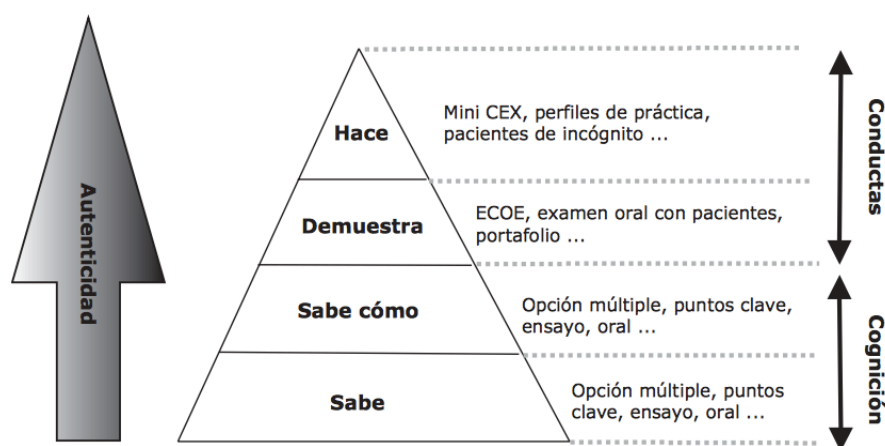 Autenticidad
Hace
Mini CEX, perfiles de práctica,
pacientes de incógnito ...
Demuestra
ECOE, examen oral con pacientes,
portafolio ...
Sabe cómo
Opción múltiple, puntos clave,
ensayo, oral ...
Sabe
Opción múltiple, puntos
clave, ensayo, oral ...
Conductas
Cognición